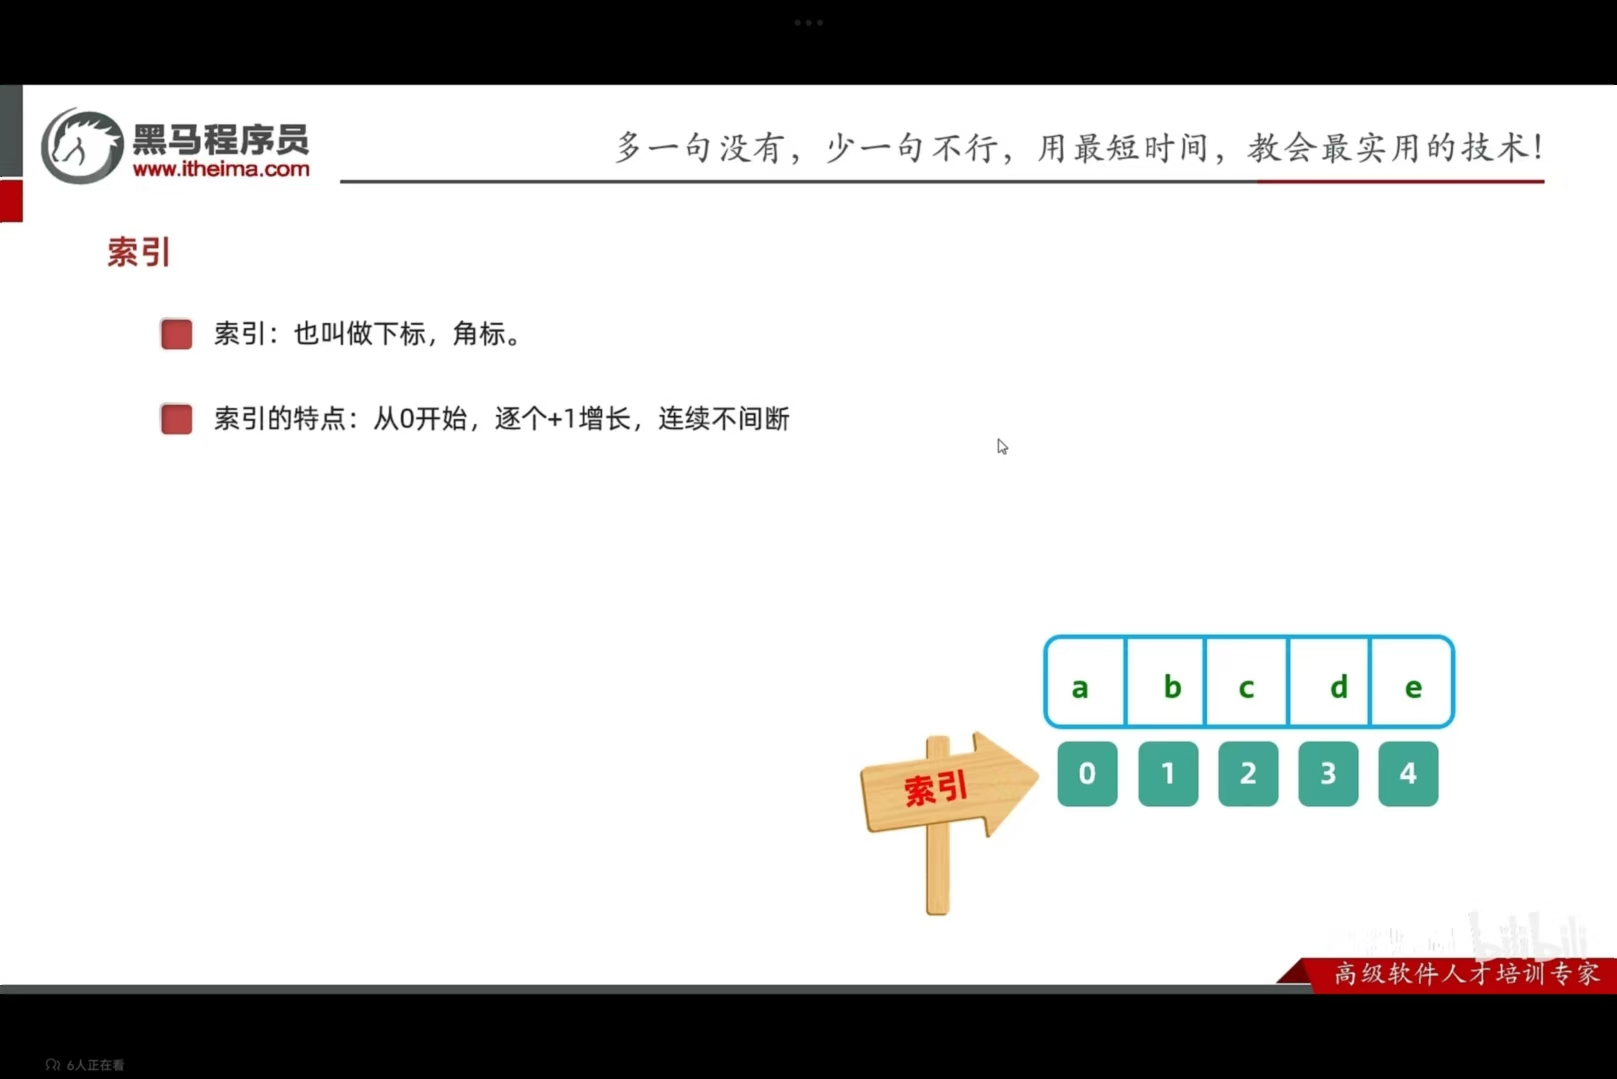 黑马程序员
www.itheima.com
多一句没有，少一句不行，用最短时间，教会最实用的技术！
索引
索引：也叫做下标，角标。
索引的特点：从0开始，逐个+1增长，连续不间断
a b c d e
索引
0 1 2 3 4
bilibili
高级软件人才培训专家
6人正在看